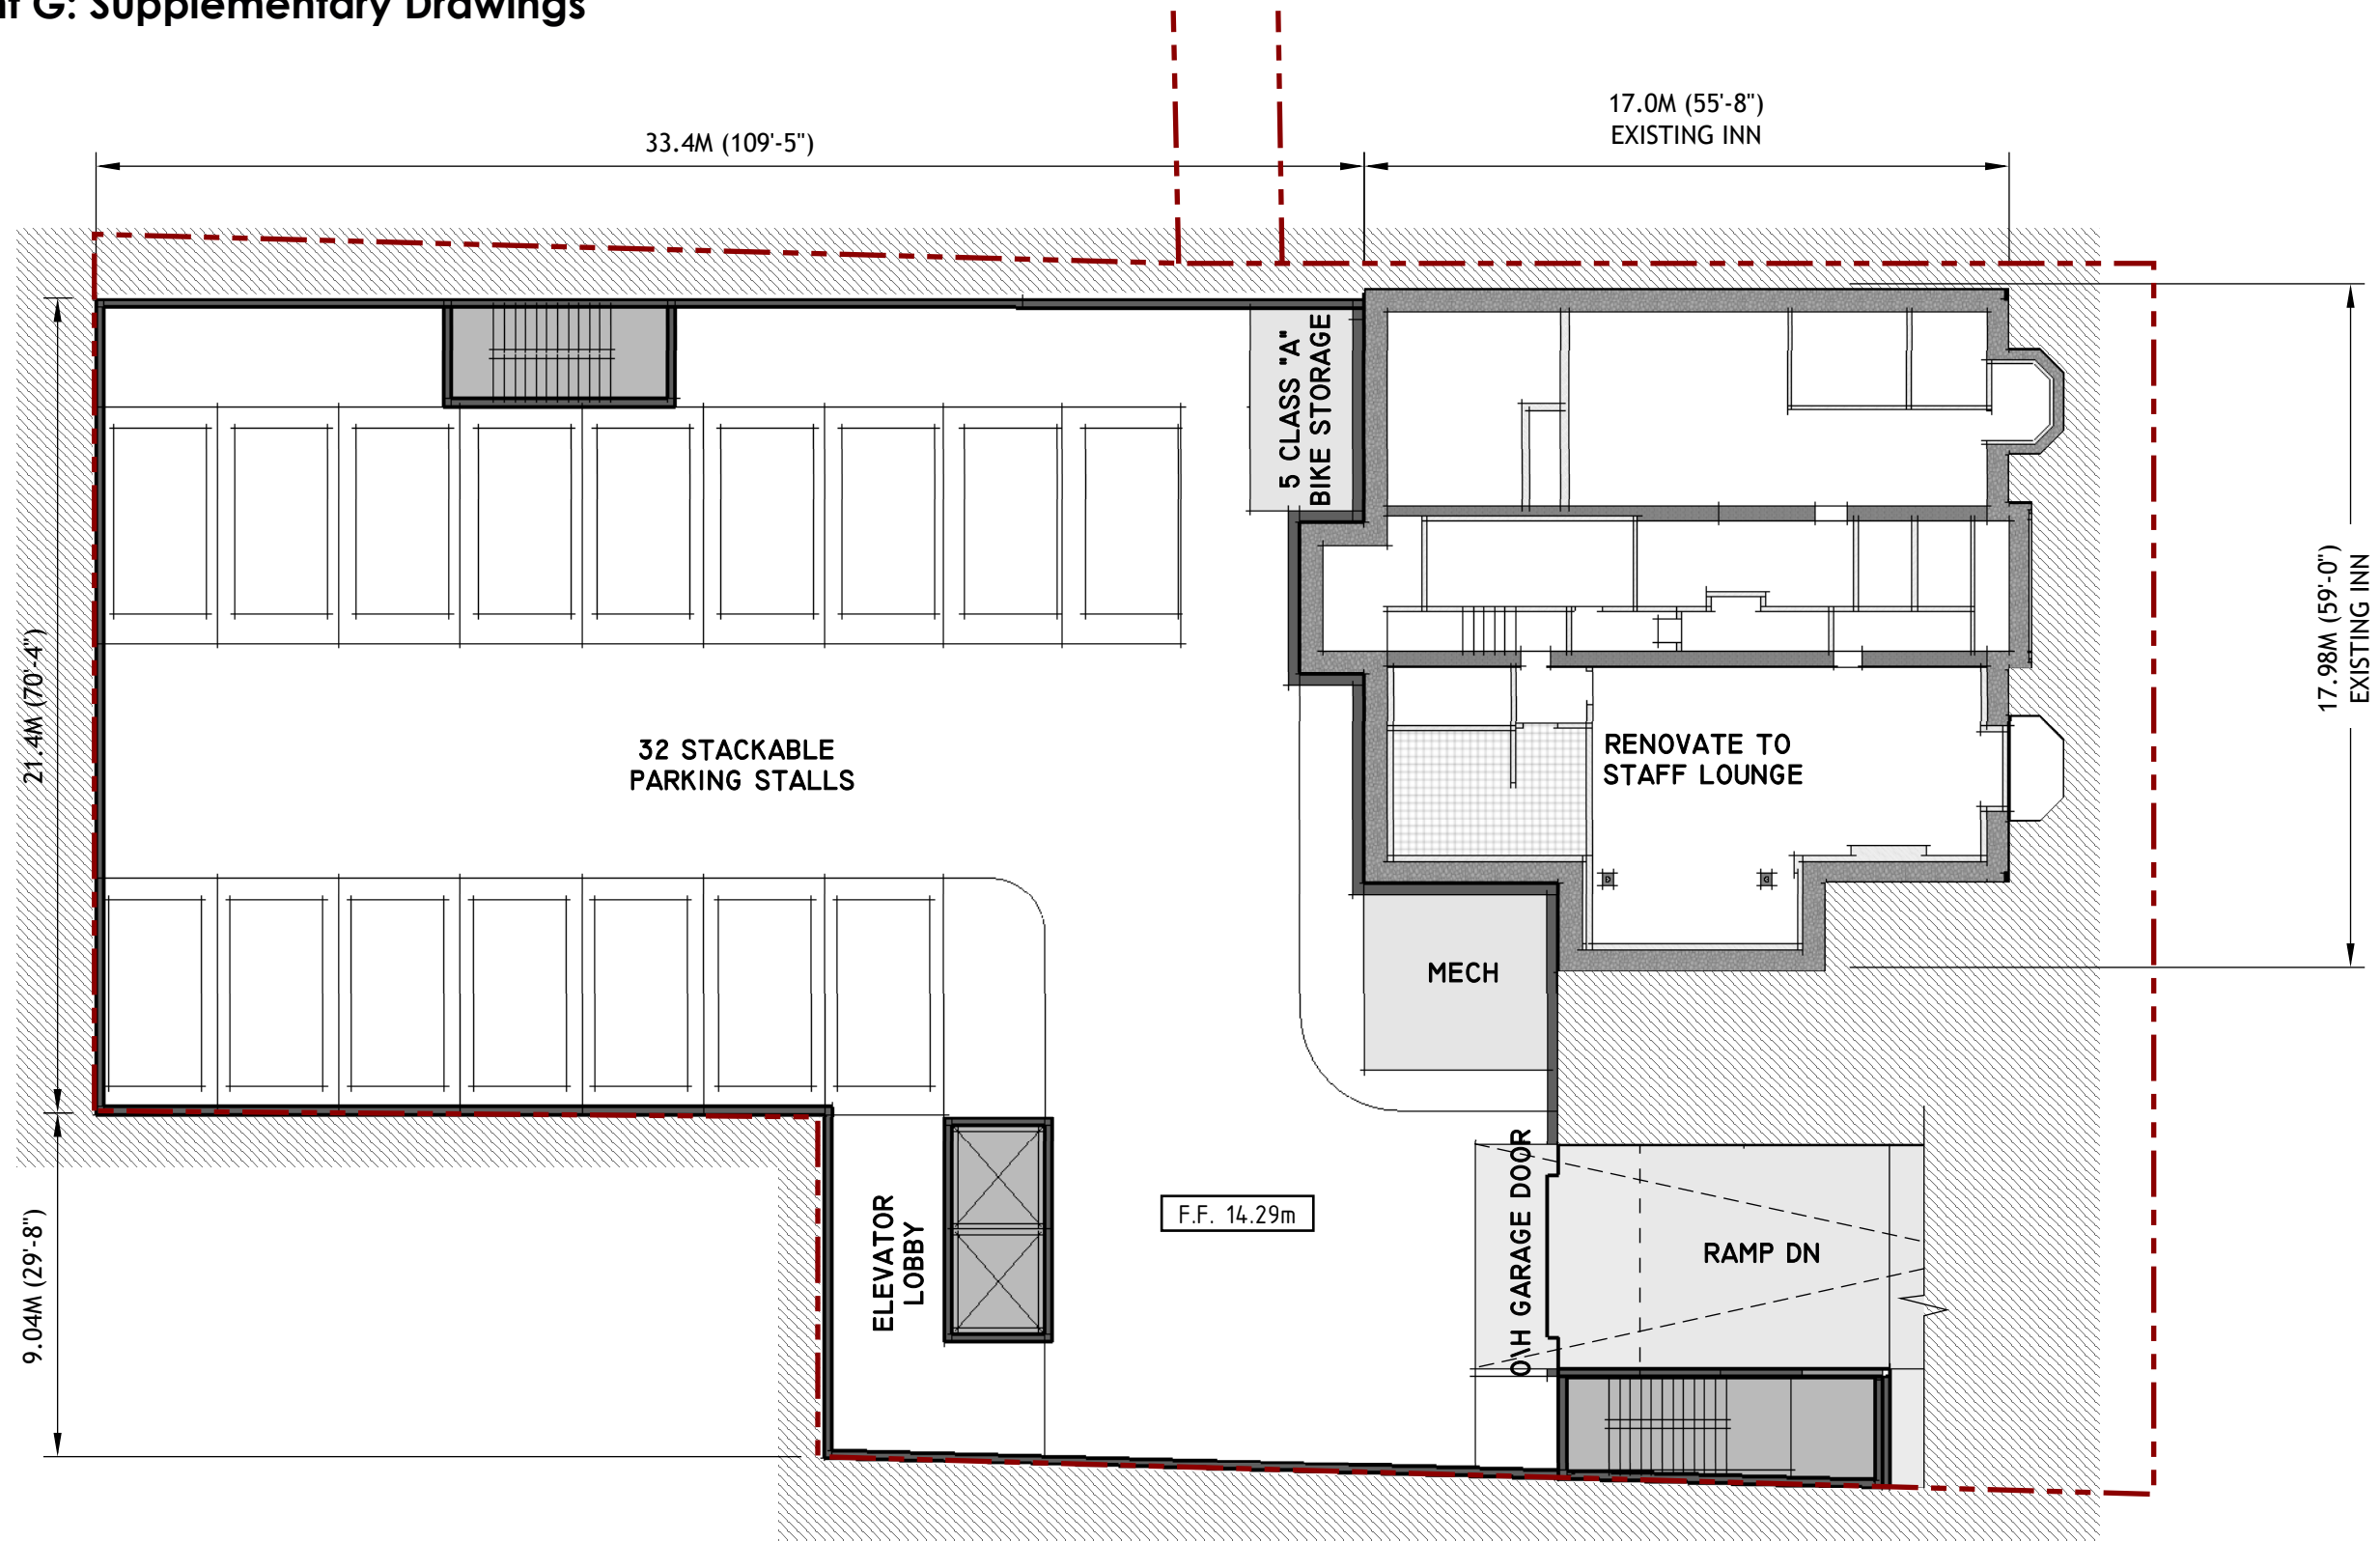 G: Supplementary Drawings
17.0M (55'-8")
EXISTING INN
33.4M (109'-5")
5 CLASS "A"
BIKE STORAGE
21.4M (70'-4")
17.98M (59'-0")
EXISTING INN
32 STACKABLE
PARKING STALLS
RENOVATE TO
STAFF LOUNGE
MECH
9.04M (29'-8")
ELEVATOR
LOBBY
F.F. 14.29m
O\H GARAGE DOOR
RAMP DN